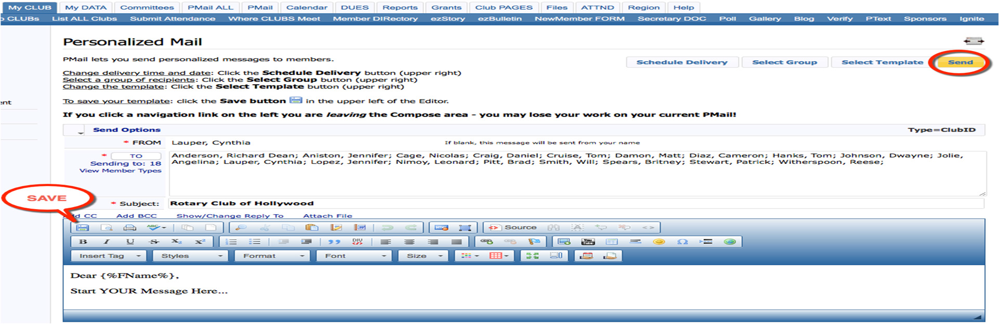 My CLUB My DATA Committees PMail ALL PMail Calendar DUES Reports Grants Club PAGES Files ATTND Region Help
CLUBs List ALL Clubs Submit Attendance Where CLUBS Meet Member DIRectory ezStory ezBulletin NewMember FORM Secretary DOC Poll Gallery Blog Verify PText Sponsors Ignite
Personalized Mail
PMail lets you send personalized messages to members.
Schedule Delivery Select Group Select Template Send
Change delivery time and date: Click the Schedule Delivery button (upper right)
Select a group of recipients: Click the Select Group button (upper right)
Change the template: Click the Select Template button (upper right)
To save your template: click the Save button in the upper left of the Editor.
ent
If you click a navigation link on the left you are leaving the Compose area - you may lose your work on your current PMail!
Send Options Type=ClubID
* FROM Lauper, Cynthia If blank, this message will be sent from your name
* TO Anderson, Richard Dean; Aniston, Jennifer; Cage, Nicolas; Craig, Daniel; Cruise, Tom; Damon, Matt; Diaz, Cameron; Hanks, Tom; Johnson, Dwayne; Jolie,
Sending to: 18 Angelina; Lauper, Cynthia; Lopez, Jennifer; Nimoy, Leonard; Pitt, Brad; Smith, Will; Spears, Britney; Stewart, Patrick; Witherspoon, Reese;
View Member Types
SAVE
* Subject: Rotary Club of Hollywood
dd CC Add BCC Show/Change Reply To Attach File
ABC HTML Source
B I U S X₂ X² DIV You Tube Ω
Insert Tag Styles Format Font Size
Dear {%FName%},
Start YOUR Message Here...